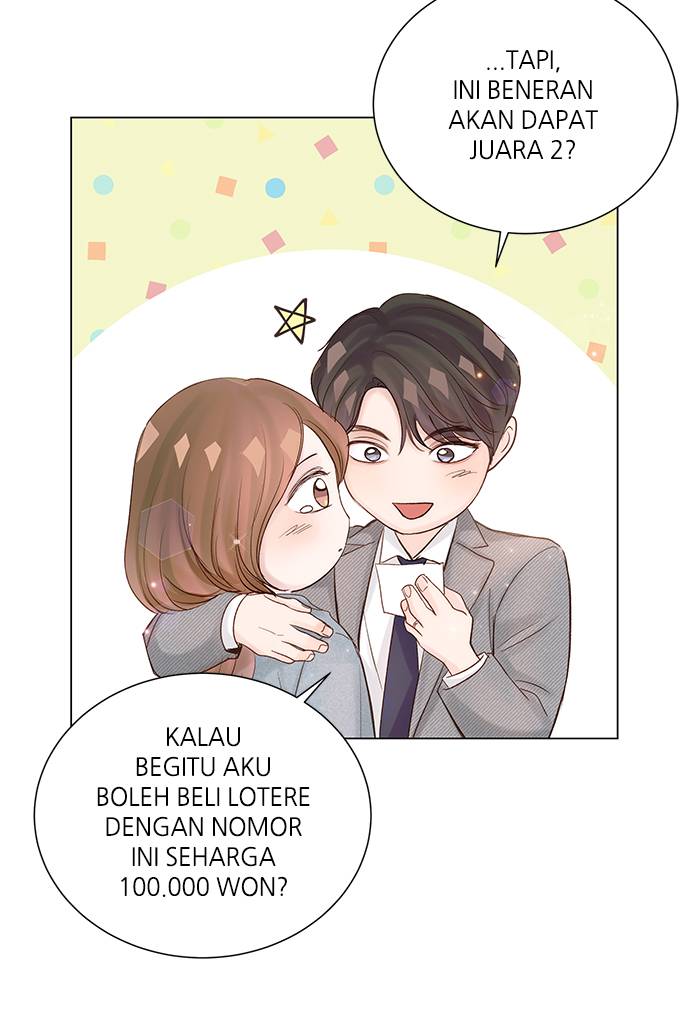 ...TAPI,
INI BENERAN
AKAN DAPAT
JUARA 2?
KALAU
BEGITU AKU
BOLEH BELI LOTERE
DENGAN NOMOR
INI SEHARGA
100.000 WON?